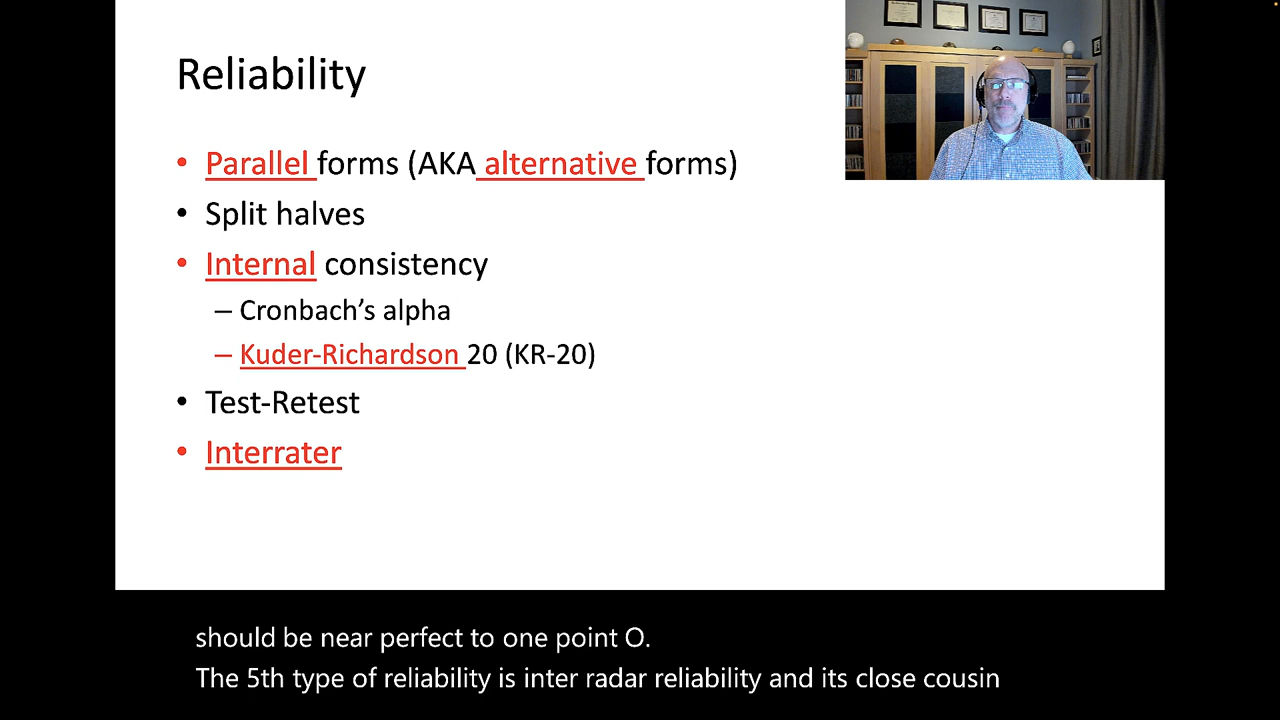 Reliability
• Parallel forms (AKA alternative forms)
• Split halves
• Internal consistency
– Cronbach’s alpha
– Kuder-Richardson 20 (KR-20)
• Test-Retest
• Interrater
should be near perfect to one point O.
The 5th type of reliability is inter radar reliability and its close cousin